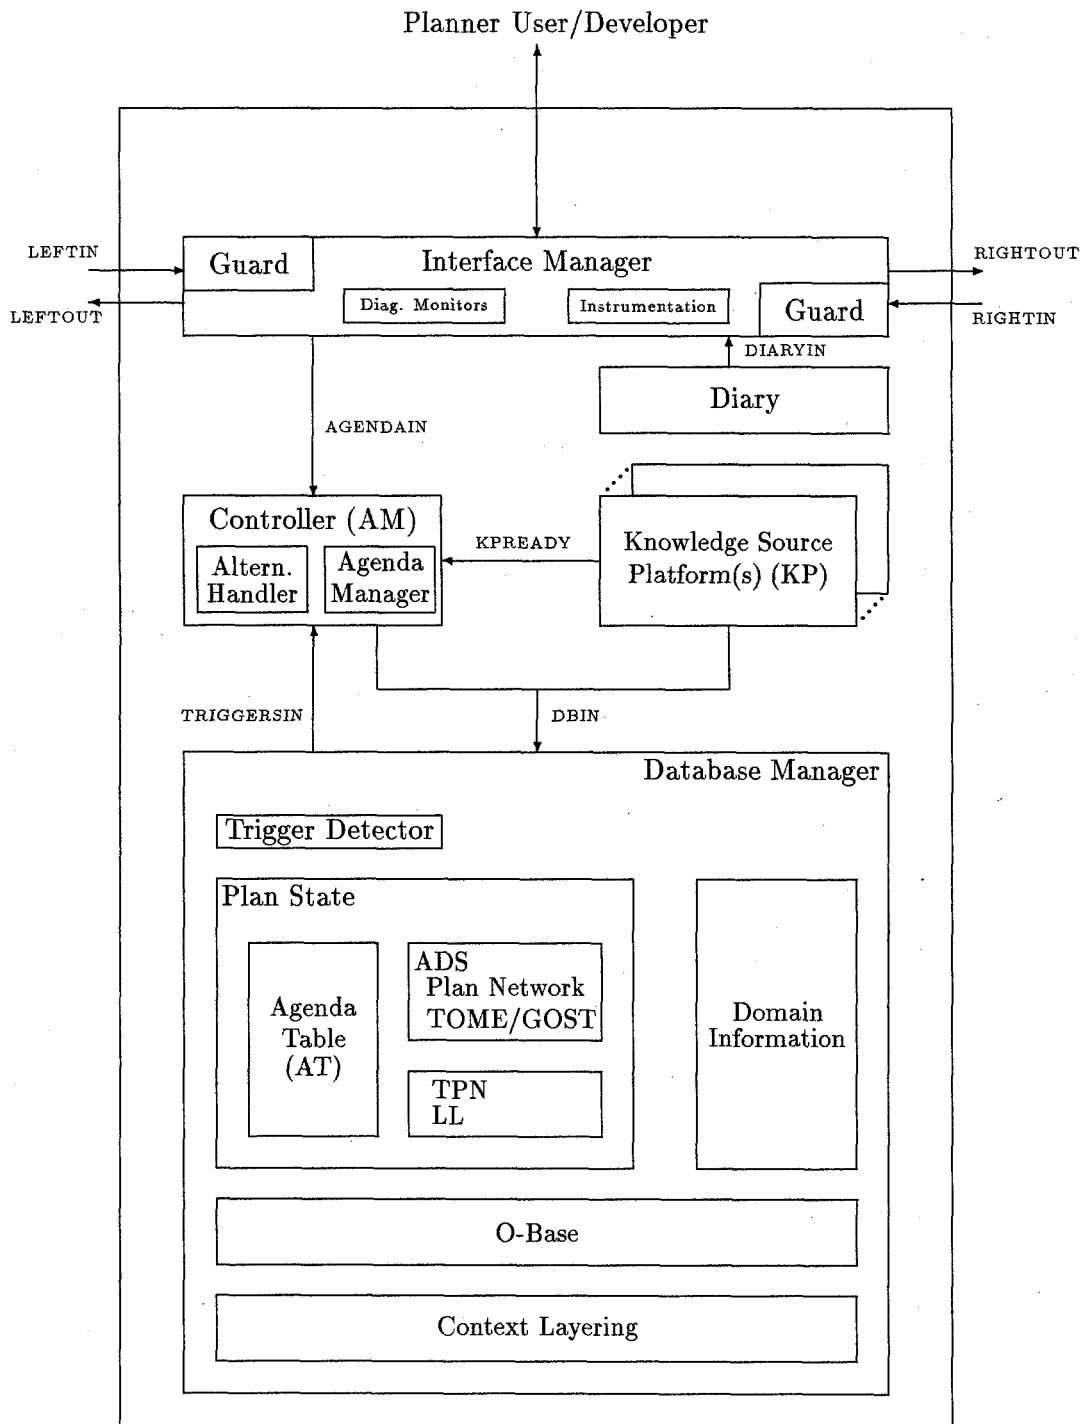 Planner User/Developer
LEFTIN
Guard
Interface Manager
RIGHTOUT
LEFTOUT
Diag. Monitors
Instrumentation
Guard
RIGHTIN
DIARYIN
Diary
AGENDAIN
Controller (AM)
Altern.
Handler
Agenda
Manager
KPREADY
Knowledge Source
Platform(s) (KP)
TRIGGERSIN
DBIN
Database Manager
Trigger Detector
Plan State
Agenda
Table
(AT)
ADS
Plan Network
TOME/GOST
TPN
LL
Domain
Information
O-Base
Context Layering